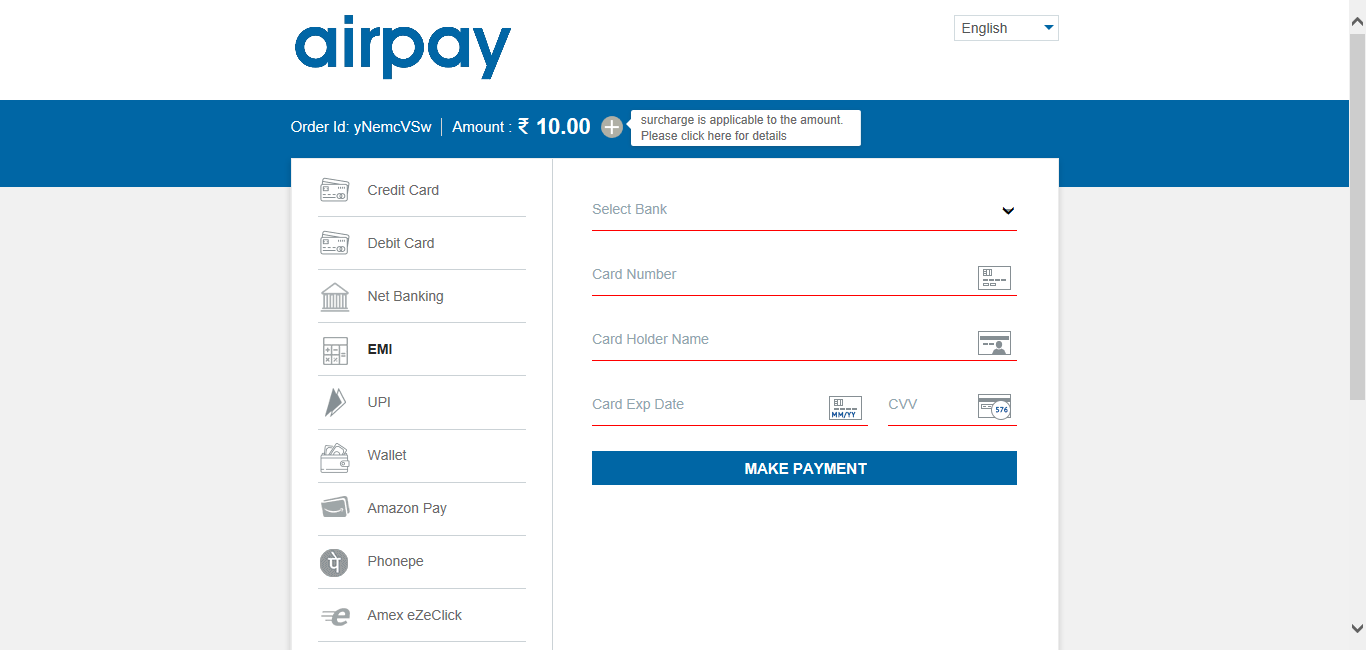 airpay
English
Order Id: yNemcVSw Amount : ₹ 10.00
surcharge is applicable to the amount.
Please click here for details
Credit Card
Debit Card
Net Banking
EMI
UPI
Wallet
Amazon Pay
Phonepe
Amex eZeClick
Select Bank
Card Number
Card Holder Name
Card Exp Date
MM/YY
CVV
576
MAKE PAYMENT